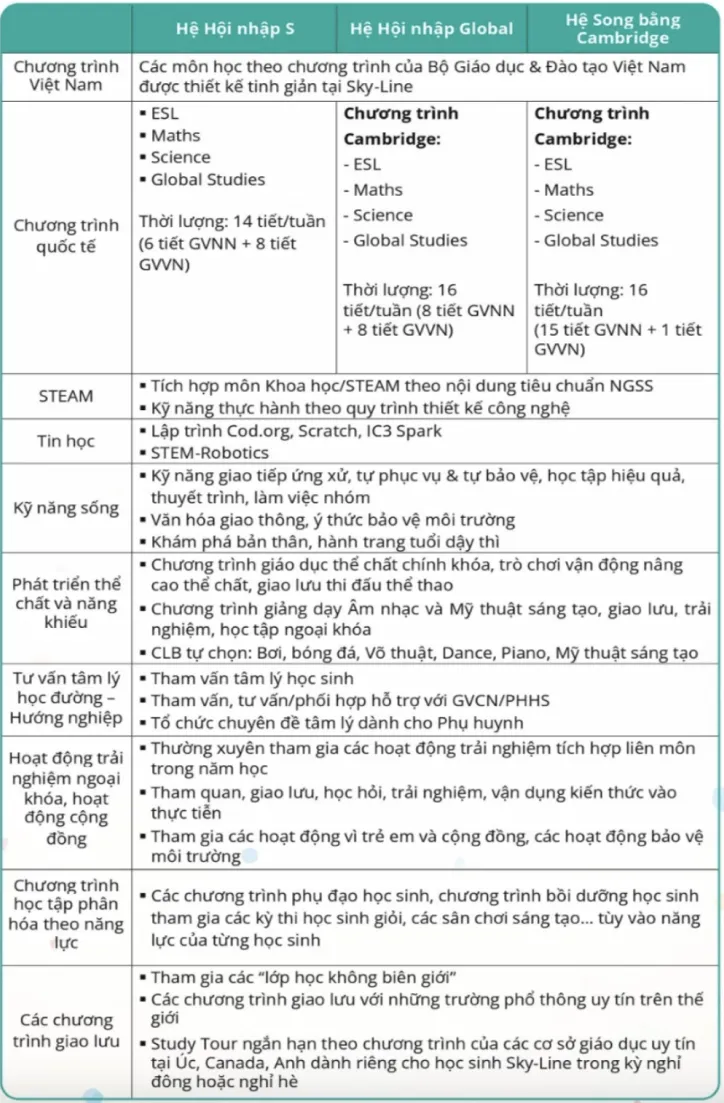 Hệ Hội nhập S
Hệ Hội nhập Global
Hệ Song bằng
Cambridge
Chương trình
Việt Nam
Các môn học theo chương trình của Bộ Giáo dục & Đào tạo Việt Nam
được thiết kế tinh giản tại Sky-Line
Chương trình
quốc tế
▪ ESL
▪ Maths
▪ Science
▪ Global Studies
Thời lượng: 14 tiết/tuần
(6 tiết GVNN + 8 tiết
GVVN)
Chương trình
Cambridge:
- ESL
- Maths
- Science
- Global Studies
Thời lượng: 16
tiết/tuần (8 tiết GVNN
+ 8 tiết GVVN)
Chương trình
Cambridge:
- ESL
- Maths
- Science
- Global Studies
Thời lượng: 16
tiết/tuần
(15 tiết GVNN + 1 tiết
GVVN)
STEAM
▪ Tích hợp môn Khoa học/STEAM theo nội dung tiêu chuẩn NGSS
▪ Kỹ năng thực hành theo quy trình thiết kế công nghệ
Tin học
▪ Lập trình Cod.org, Scratch, IC3 Spark
▪ STEM-Robotics
Kỹ năng sống
▪ Kỹ năng giao tiếp ứng xử, tự phục vụ & tự bảo vệ, học tập hiệu quả,
thuyết trình, làm việc nhóm
▪ Văn hóa giao thông, ý thức bảo vệ môi trường
▪ Khám phá bản thân, hành trang tuổi dậy thì
Phát triển thể
chất và năng
khiếu
▪ Chương trình giáo dục thể chất chính khóa, trò chơi vận động nâng
cao thể chất, giao lưu thi đấu thể thao
▪ Chương trình giảng dạy Âm nhạc và Mỹ thuật sáng tạo, giao lưu, trải
nghiệm, học tập ngoại khóa
▪ CLB tự chọn: Bơi, bóng đá, Võ thuật, Dance, Piano, Mỹ thuật sáng tạo
Tư vấn tâm lý
học đường –
Hướng nghiệp
▪ Tham vấn tâm lý học sinh
▪ Tham vấn, tư vấn/phối hợp hỗ trợ với GVCN/PHHS
▪ Tổ chức chuyên đề tâm lý dành cho Phụ huynh
Hoạt động trải
nghiệm ngoại
khóa, hoạt
động cộng
đồng
▪ Thường xuyên tham gia các hoạt động trải nghiệm tích hợp liên môn
trong năm học
▪ Tham quan, giao lưu, học hỏi, trải nghiệm, vận dụng kiến thức vào
thực tiễn
▪ Tham gia các hoạt động vì trẻ em và cộng đồng, các hoạt động bảo vệ
môi trường
Chương trình
học tập phân
hóa theo năng
lực
▪ Các chương trình phụ đạo học sinh, chương trình bồi dưỡng học sinh
tham gia các kỳ thi học sinh giỏi, các sân chơi sáng tạo... tùy vào năng
lực của từng học sinh
Các chương
trình giao lưu
▪ Tham gia các “lớp học không biên giới”
▪ Các chương trình giao lưu với những trường phổ thông uy tín trên thế
giới
▪ Study Tour ngắn hạn theo chương trình của các cơ sở giáo dục uy tín
tại Úc, Canada, Anh dành riêng cho học sinh Sky-Line trong kỳ nghỉ
đông hoặc nghỉ hè